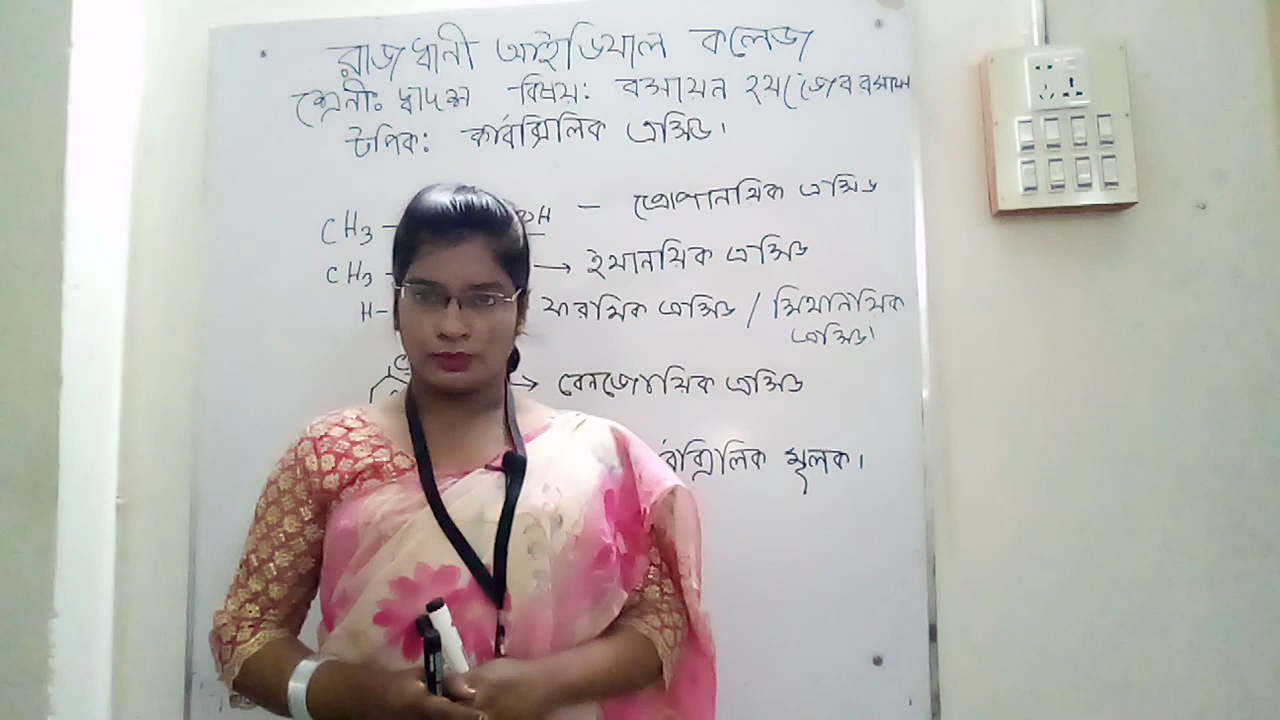 রাজধানী আইডিয়াল কলেজ
শ্রেনীঃ দ্বাদশ বিষয়: রসায়ন ২য় (জৈব রসায়ন
টপিক: কার্বক্সিলিক এসিড।
CH3 – OH – প্রোপানয়িক এসিড
CH3 → ইথানয়িক এসিড
H– ফরমিক এসিড / মিথানয়িক
এসিড।
→ বেনজোয়িক এসিড
র্বক্সিলিক মূলক।